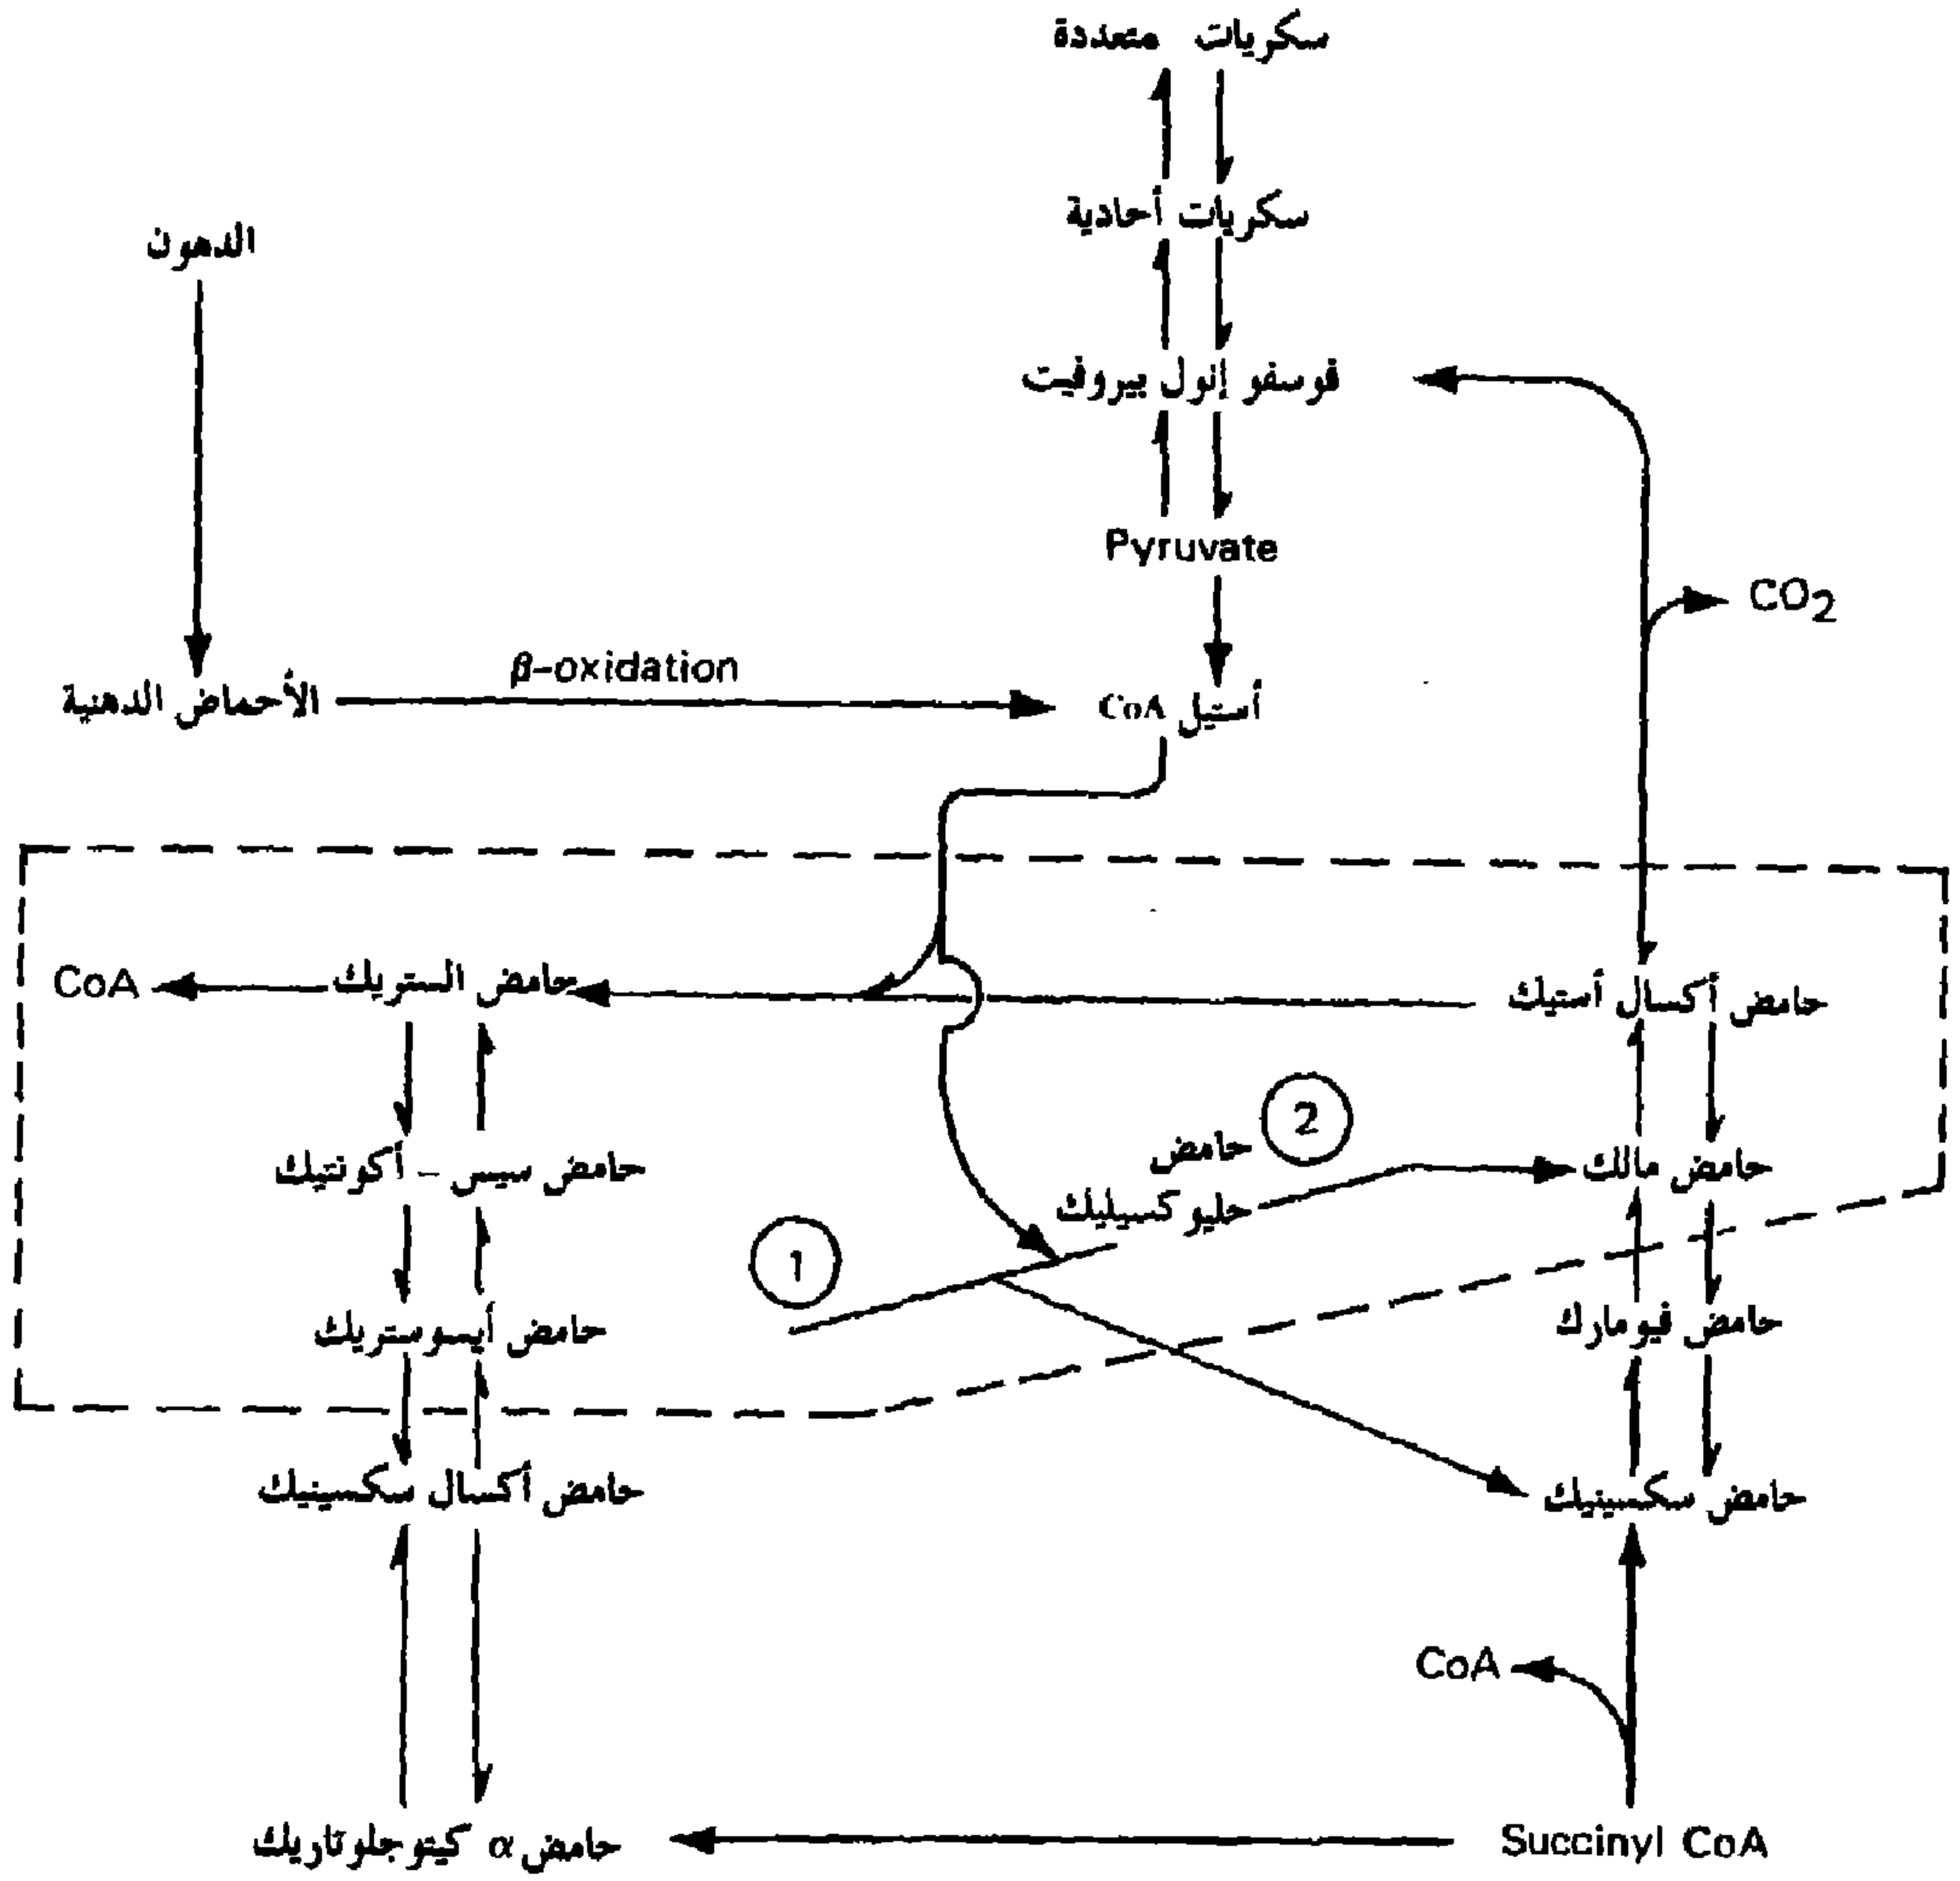 سكريات متعددة
سكريات أحادية
الدهون
فوسفو إنول بيروفيت
Pyruvate
CO2
β-oxidation
الأحماض الدهنية
أستيل CoA
CoA
حامض الستريك
حامض أكسال أستيك
2
حامض
حامض سيس - أكونتيك
حامض مالك
جليوكسيليك
1
حامض أيسوستريك
حامض فيومارك
حامض أكسال سكسينيك
حامض سكسينيك
CoA
حامض α كيتوجلوتاريك
Succinyl CoA